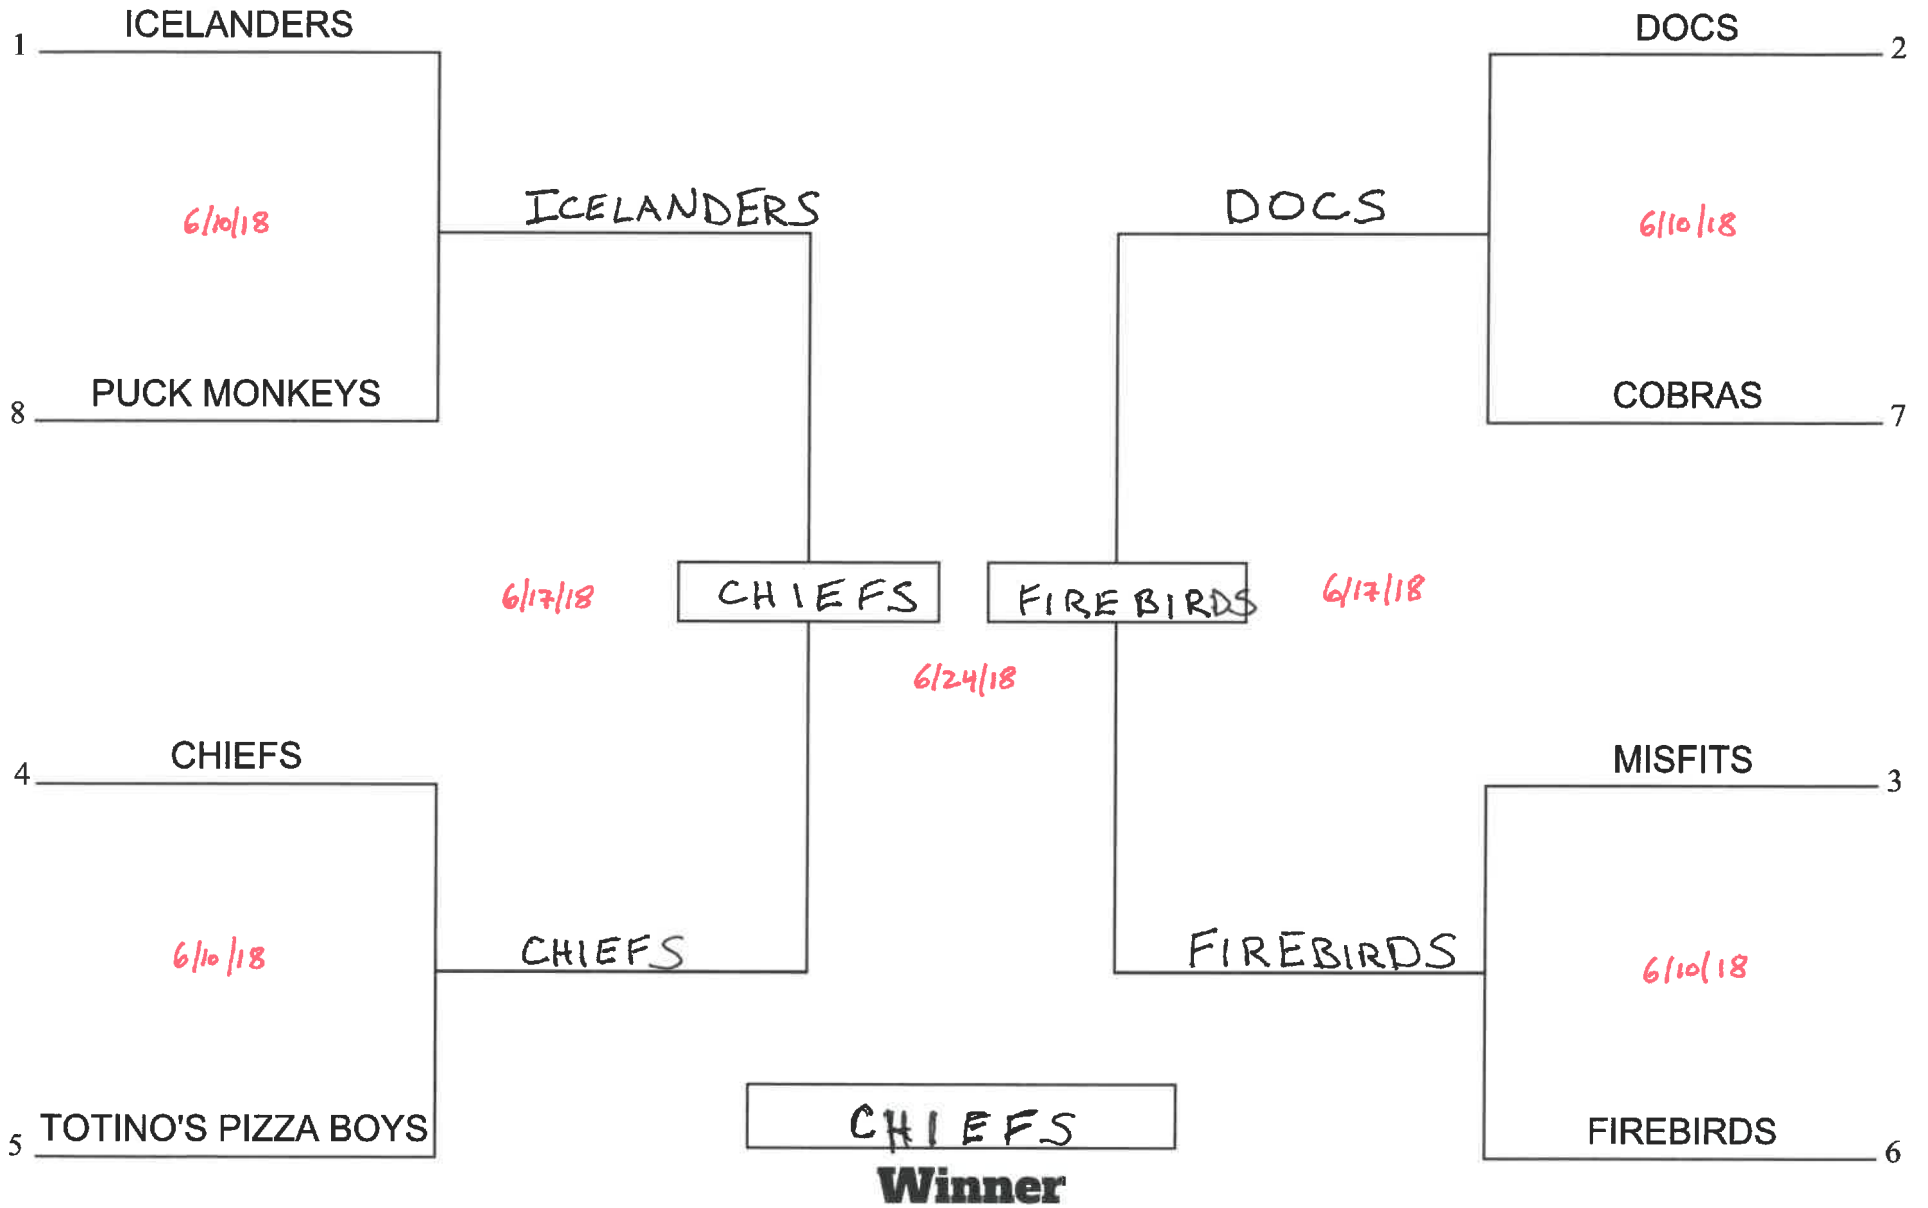 ICELANDERS
1
DOCS
2
6/10/18
ICELANDERS
DOCS
6/10/18
PUCK MONKEYS
8
COBRAS
7
6/17/18
CHIEFS
FIREBIRDS
6/17/18
6/24/18
CHIEFS
4
MISFITS
3
6/10/18
CHIEFS
FIREBIRDS
6/10/18
TOTINO'S PIZZA BOYS
5
CHIEFS
FIREBIRDS
6
Winner